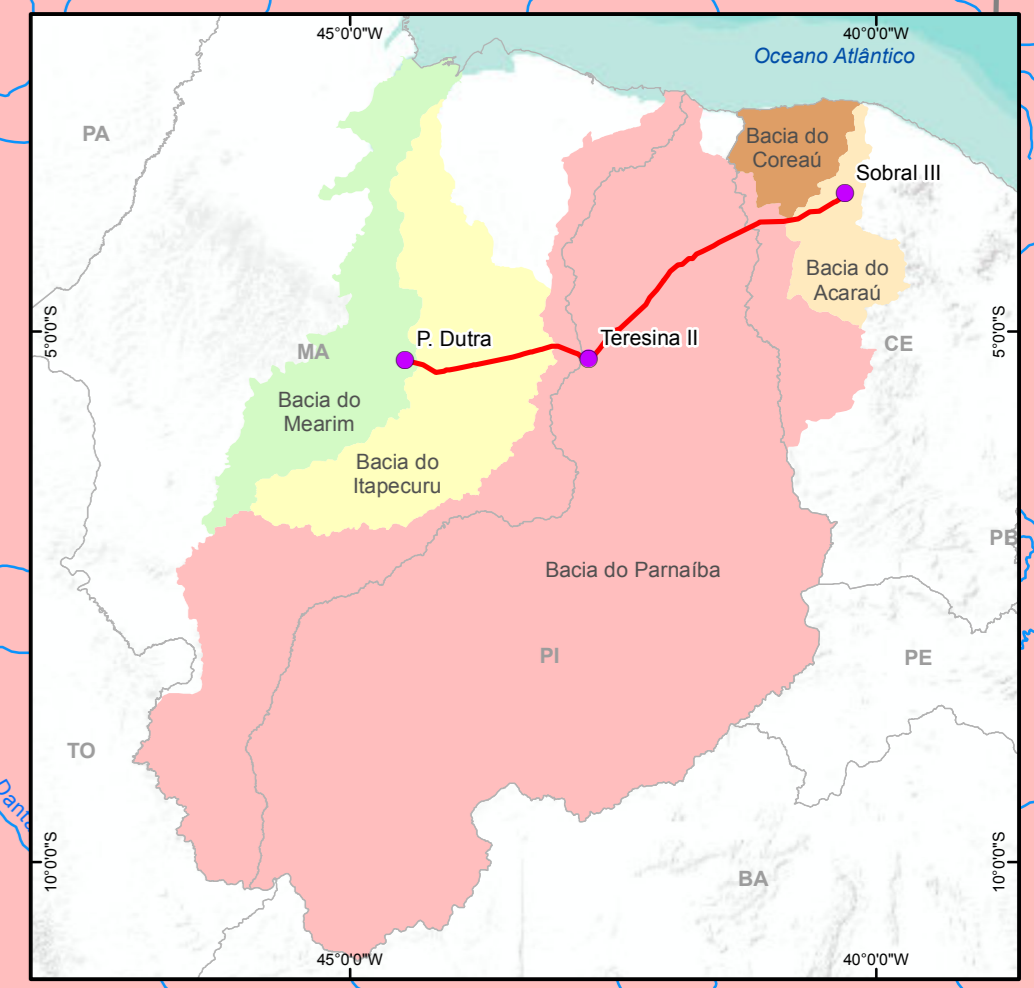 45°0'0"W
40°0'0"W
Oceano Atlântico
PA
Bacia do
Coreaú
Sobral III
Bacia do
Acaraú
5°0'0"S
5°0'0"S
P. Dutra
Teresina II
MA
CE
Bacia do
Mearim
Bacia do
Itapecuru
PB
Bacia do Parnaíba
PI
PE
TO
Danta
10°0'0"S
10°0'0"S
BA
45°0'0"W
40°0'0"W